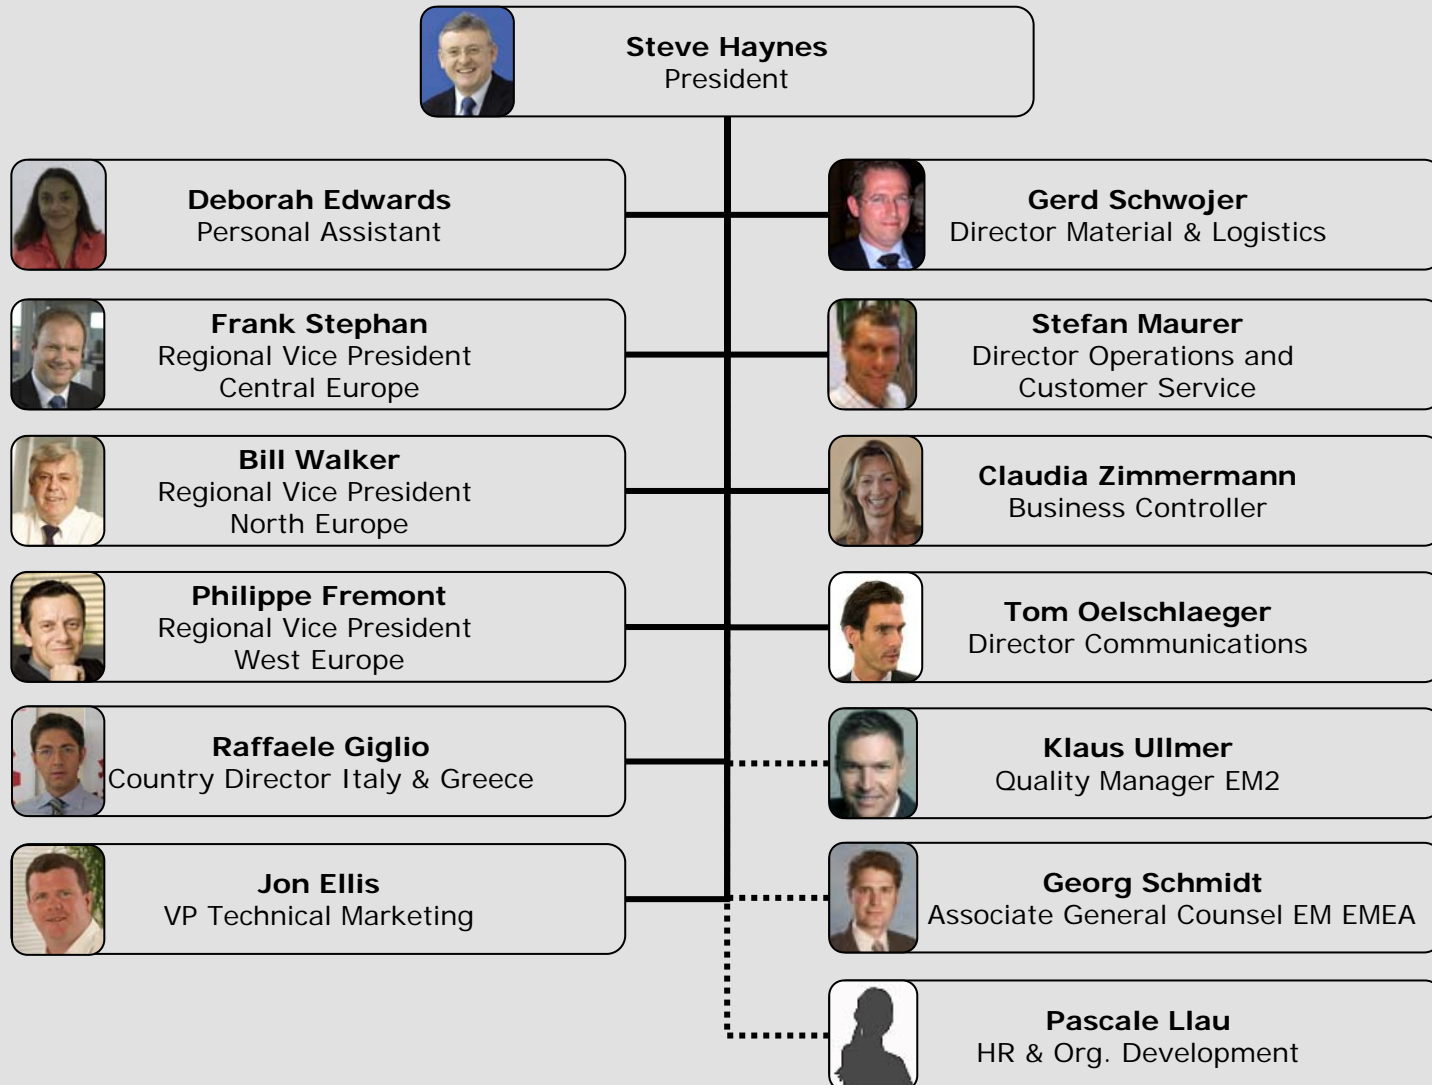 Steve Haynes
President
Deborah Edwards
Personal Assistant
Frank Stephan
Regional Vice President
Central Europe
Bill Walker
Regional Vice President
North Europe
Philippe Fremont
Regional Vice President
West Europe
Raffaele Giglio
Country Director Italy & Greece
Jon Ellis
VP Technical Marketing
Gerd Schwojer
Director Material & Logistics
Stefan Maurer
Director Operations and
Customer Service
Claudia Zimmermann
Business Controller
Tom Oelschlaeger
Director Communications
Klaus Ullmer
Quality Manager EM2
Georg Schmidt
Associate General Counsel EM EMEA
Pascale Llau
HR & Org. Development